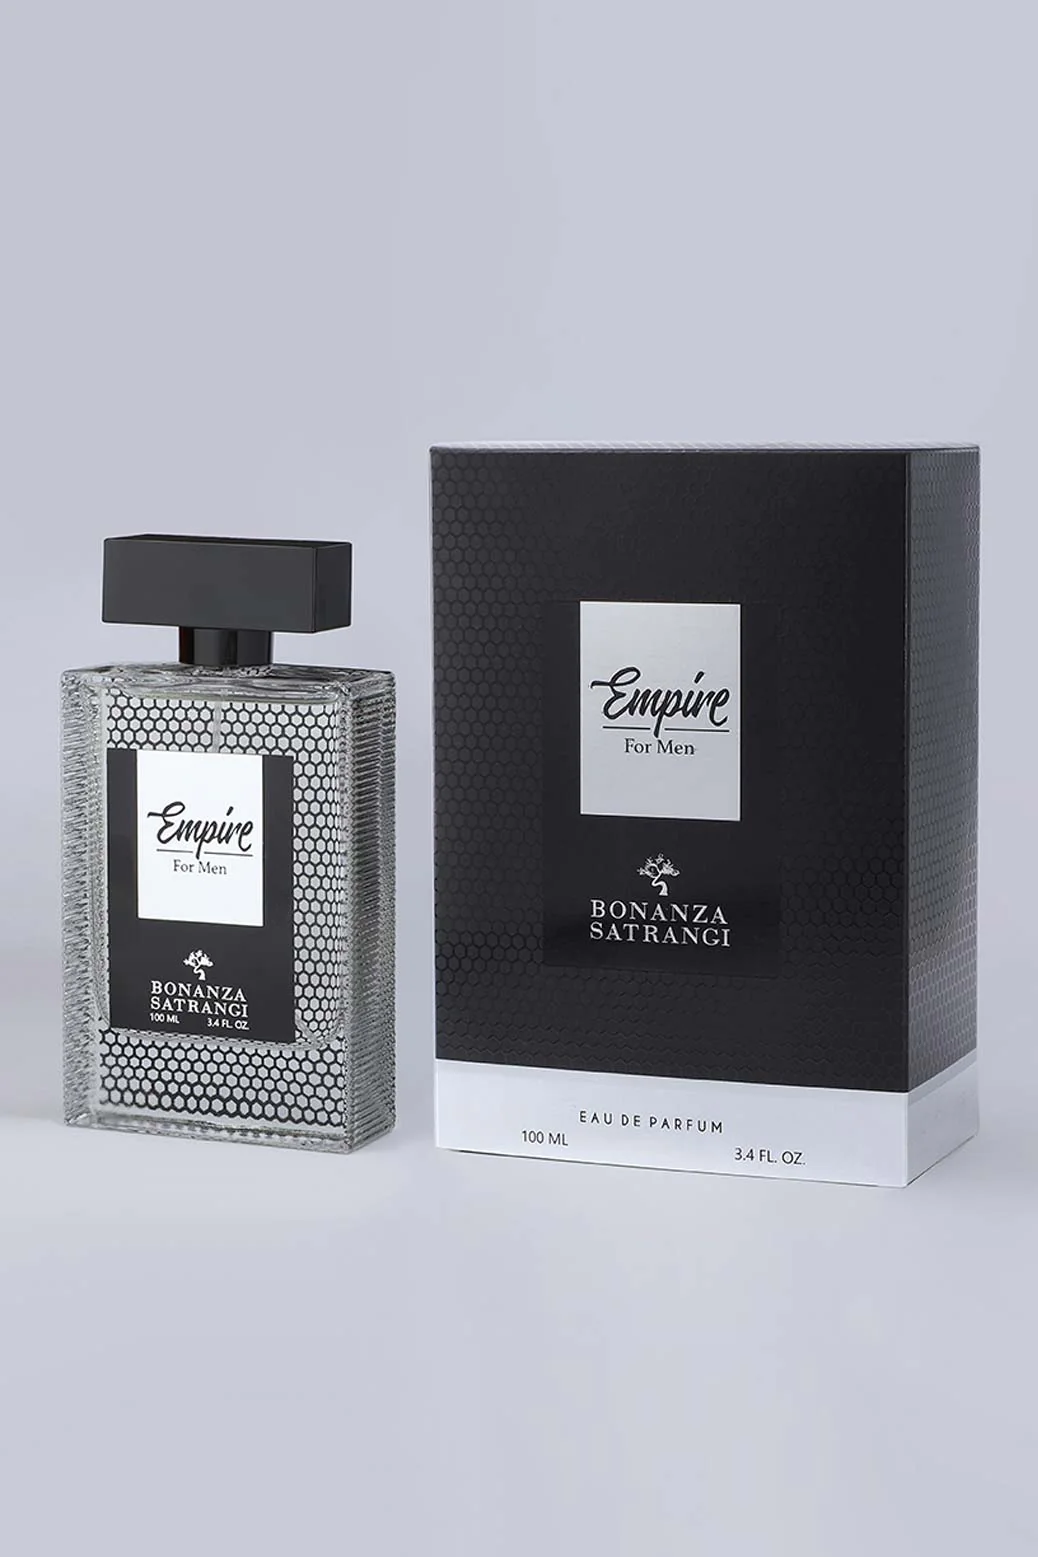 Empire
For Men
BONANZA
SATRANGI
100 ML 3.4 FL. OZ.
Empire
For Men
BONANZA
SATRANGI
EAU DE PARFUM
100 ML 3.4 FL. OZ.